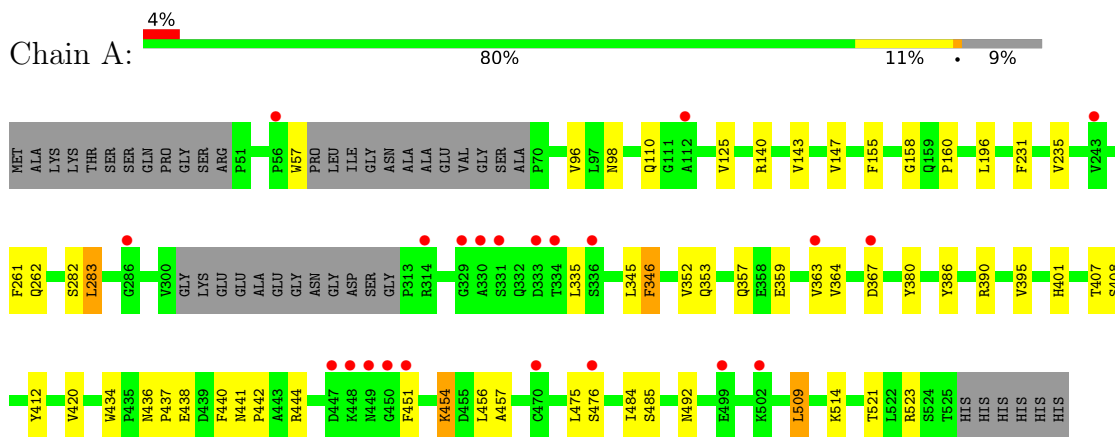 4%
Chain A:
80% 11% • 9%
MET ALA LYS LYS THR SER SER GLN PRO GLY SER ARG P51 P56 W57 PRO LEU ILE GLY ASN ALA ALA GLU VAL GLY SER ALA P70 V96 L97 N98 Q110 G111 A112 V125 R140 V143 V147 F155 G158 Q159 P160 L196 F231 V235 V243
F261 Q262 S282 L283 G286 V300 GLY LYS GLU GLU ALA GLU GLY ASN GLY ASP SER GLY P313 R314 G329 A330 S331 Q332 D333 T334 L335 S336 L345 F346 V352 Q353 Q357 E358 E359 V363 V364 D367 Y380 Y386 R390 V395 H401 T407 S408
Y412 V420 W434 P435 N436 P437 E438 D439 F440 N441 P442 A443 R444 D447 K448 N449 G450 F451 K454 D455 L456 A457 C470 L475 S476 I484 S485 N492 E499 K502 L509 K514 T521 L522 R523 S524 T525 HIS HIS HIS HIS HIS HIS